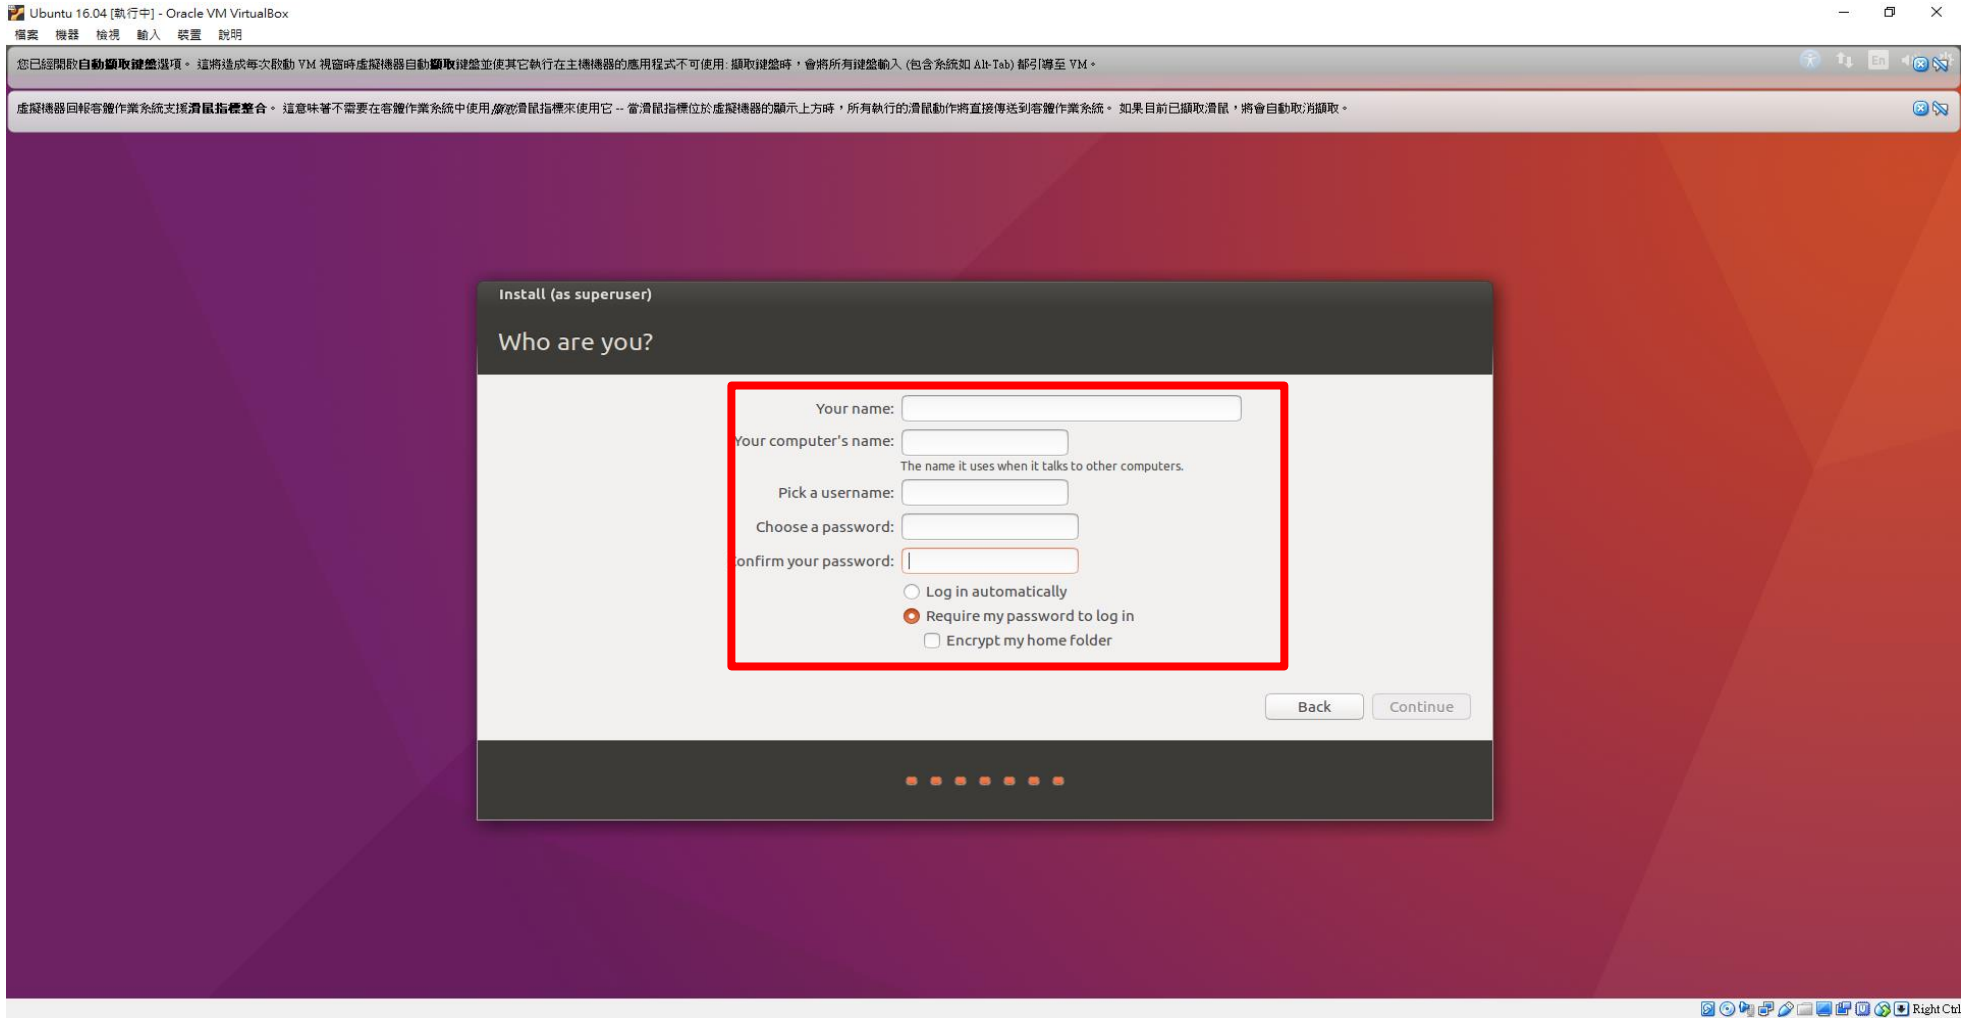 Ubuntu 16.04 [執行中] - Oracle VM VirtualBox
檔案 機器 檢視 輸入 裝置 說明
您已經開啟自動擷取鍵盤選項。 這將造成每次啟動 VM 視窗時虛擬機器自動擷取鍵盤並使其它執行在主機機器的應用程式不可使用: 擷取鍵盤時，會將所有鍵盤輸入 (包含系統如 Alt-Tab) 都引導至 VM。
En
虛擬機器回報客體作業系統支援滑鼠指標整合。 這意味著不需要在客體作業系統中使用擷取滑鼠指標來使用它 -- 當滑鼠指標位於虛擬機器的顯示上方時，所有執行的滑鼠動作將直接傳送到客體作業系統。 如果目前已擷取滑鼠，將會自動取消擷取。
Install (as superuser)
Who are you?
Your name:
Your computer's name:
The name it uses when it talks to other computers.
Pick a username:
Choose a password:
onfirm your password:
Log in automatically
Require my password to log in
Encrypt my home folder
Back Continue
Right Ctrl